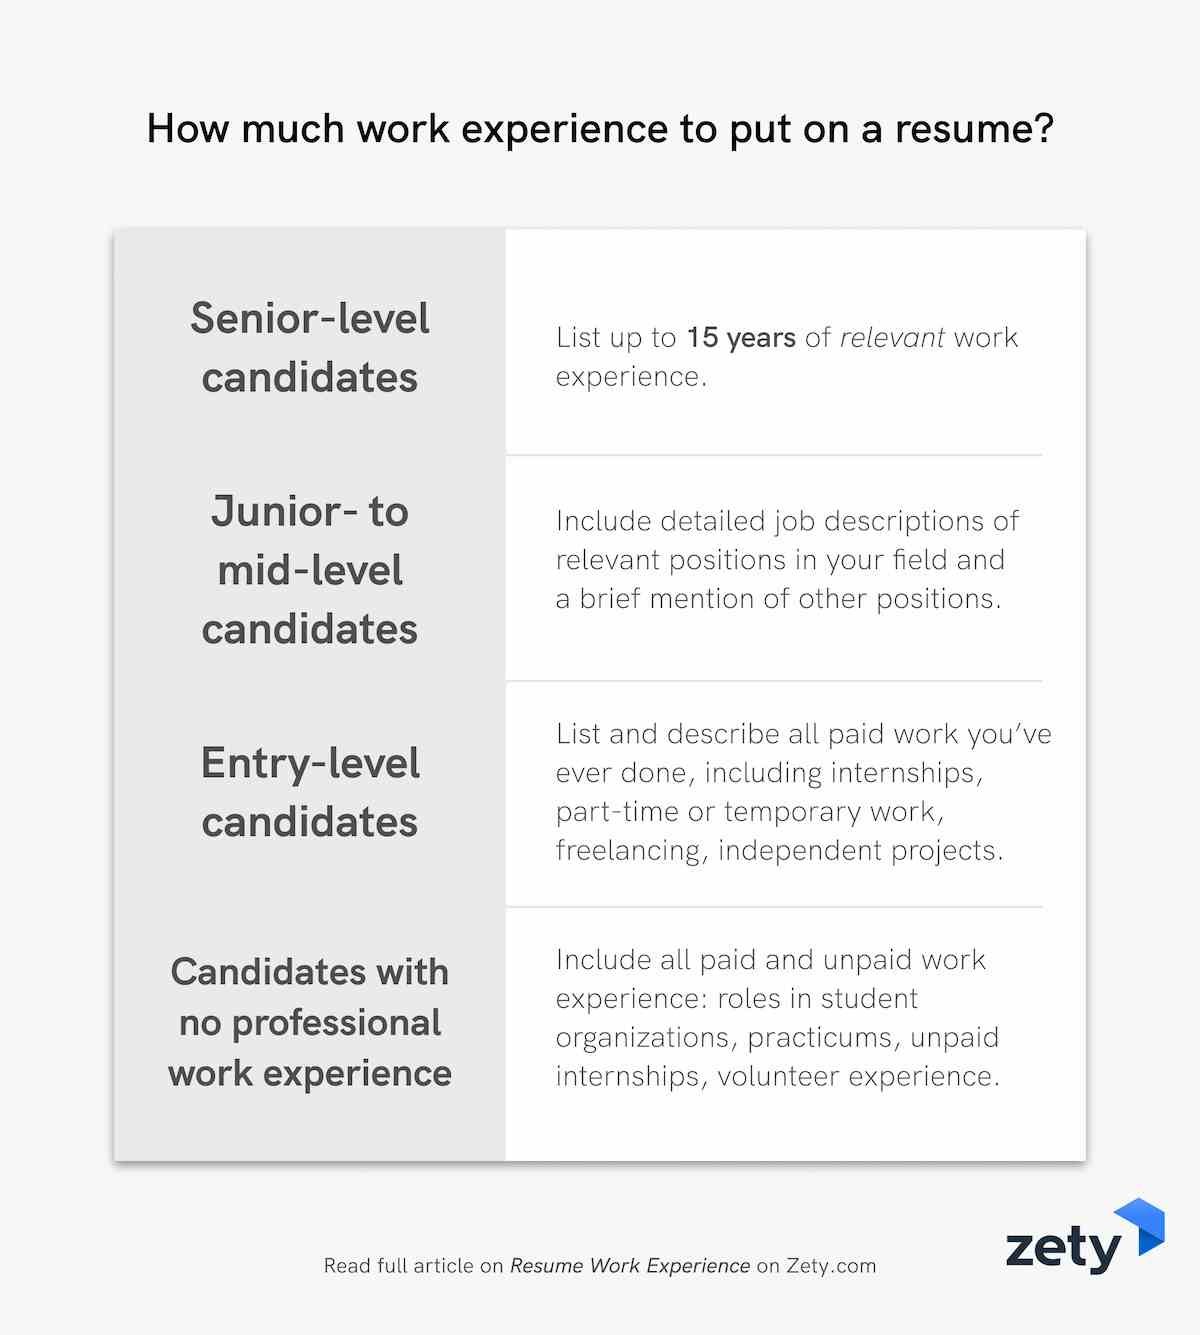 How much work experience to put on a resume?
Senior-level
candidates
List up to 15 years of relevant work
experience.
Junior- to
mid-level
candidates
Include detailed job descriptions of
relevant positions in your field and
a brief mention of other positions.
Entry-level
candidates
List and describe all paid work you’ve
ever done, including internships,
part-time or temporary work,
freelancing, independent projects.
Candidates with
no professional
work experience
Include all paid and unpaid work
experience: roles in student
organizations, practicums, unpaid
internships, volunteer experience.
Read full article on Resume Work Experience on Zety.com
zety